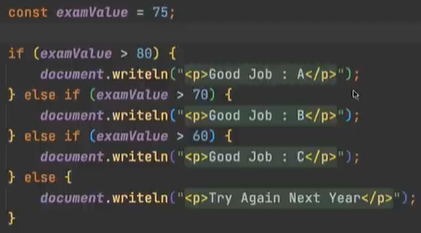 const examValue = 75;
if (examValue > 80) {
document.writeln("<p>Good Job : A</p>");
} else if (examValue > 70) {
document.writeln("<p>Good Job : B</p>");
} else if (examValue > 60) {
document.writeln("<p>Good Job : C</p>");
} else {
document.writeln("<p>Try Again Next Year</p>");
}